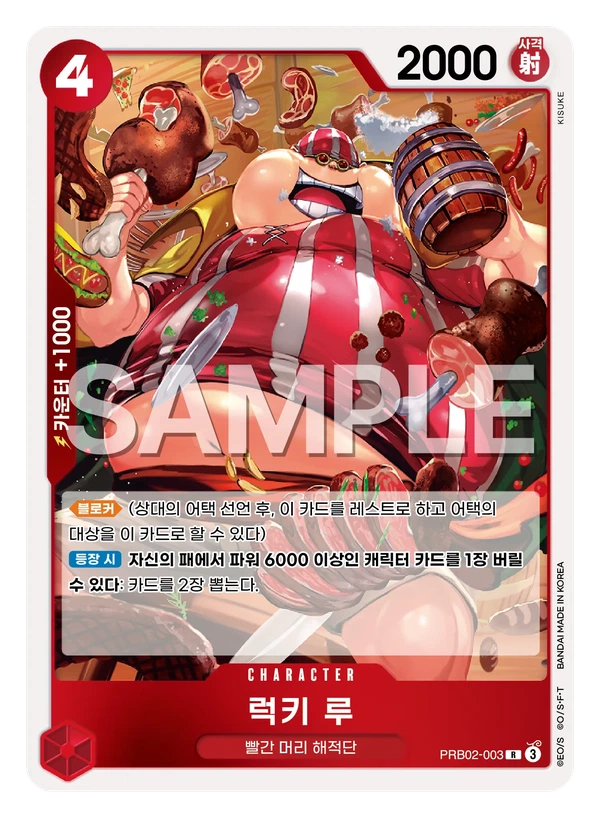 4
2000
사격
射
KISUKE
⚡카운터 +1000
SAMPLE
블로커 (상대의 어택 선언 후, 이 카드를 레스트로 하고 어택의
대상을 이 카드로 할 수 있다)
등장 시 자신의 패에서 파워 6000 이상인 캐릭터 카드를 1장 버릴
수 있다: 카드를 2장 뽑는다.
CHARACTER
럭키 루
빨간 머리 해적단
PRB02-003 R 3
©EO/S ©O/S·F·T BANDAI MADE IN KOREA